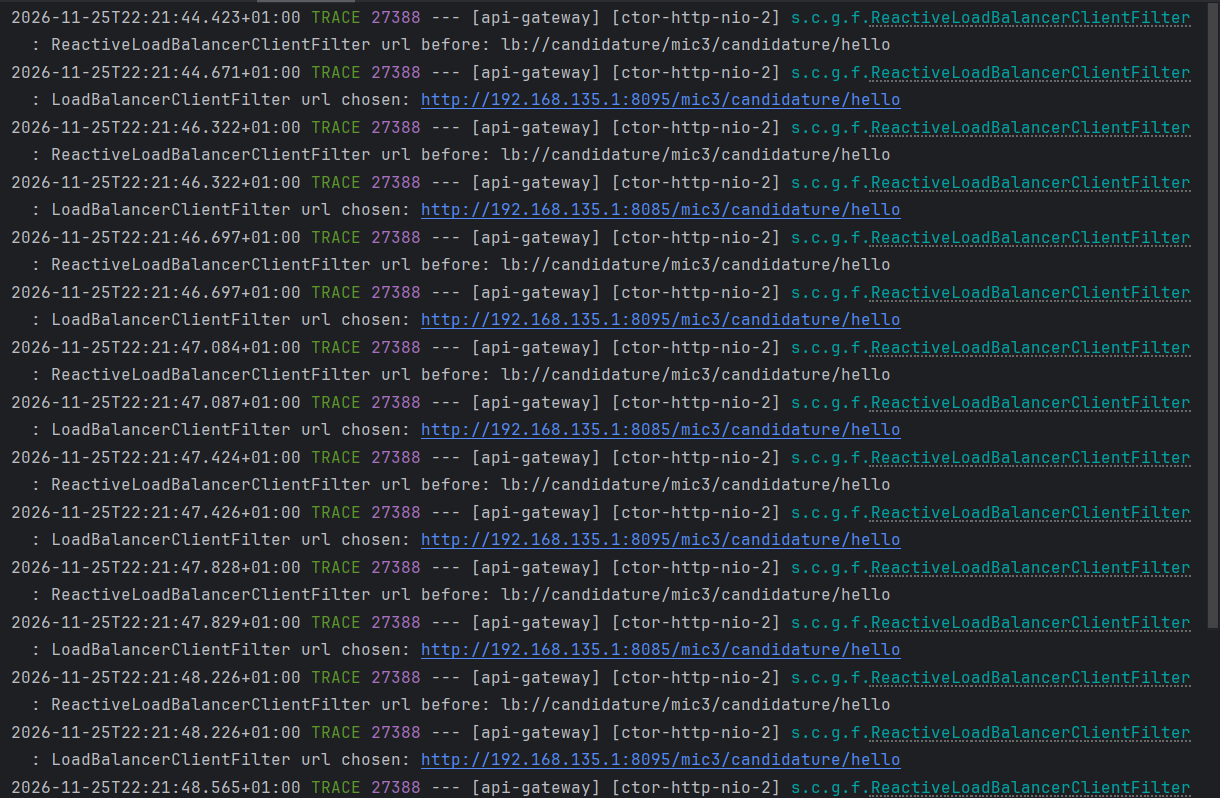 2026-11-25T22:21:44.423+01:00 TRACE 27388 --- [api-gateway] [ctor-http-nio-2] s.c.g.f.ReactiveLoadBalancerClientFilter
: ReactiveLoadBalancerClientFilter url before: lb://candidature/mic3/candidature/hello
2026-11-25T22:21:44.671+01:00 TRACE 27388 --- [api-gateway] [ctor-http-nio-2] s.c.g.f.ReactiveLoadBalancerClientFilter
: LoadBalancerClientFilter url chosen: http://192.168.135.1:8095/mic3/candidature/hello
2026-11-25T22:21:46.322+01:00 TRACE 27388 --- [api-gateway] [ctor-http-nio-2] s.c.g.f.ReactiveLoadBalancerClientFilter
: ReactiveLoadBalancerClientFilter url before: lb://candidature/mic3/candidature/hello
2026-11-25T22:21:46.322+01:00 TRACE 27388 --- [api-gateway] [ctor-http-nio-2] s.c.g.f.ReactiveLoadBalancerClientFilter
: LoadBalancerClientFilter url chosen: http://192.168.135.1:8085/mic3/candidature/hello
2026-11-25T22:21:46.697+01:00 TRACE 27388 --- [api-gateway] [ctor-http-nio-2] s.c.g.f.ReactiveLoadBalancerClientFilter
: ReactiveLoadBalancerClientFilter url before: lb://candidature/mic3/candidature/hello
2026-11-25T22:21:46.697+01:00 TRACE 27388 --- [api-gateway] [ctor-http-nio-2] s.c.g.f.ReactiveLoadBalancerClientFilter
: LoadBalancerClientFilter url chosen: http://192.168.135.1:8095/mic3/candidature/hello
2026-11-25T22:21:47.084+01:00 TRACE 27388 --- [api-gateway] [ctor-http-nio-2] s.c.g.f.ReactiveLoadBalancerClientFilter
: ReactiveLoadBalancerClientFilter url before: lb://candidature/mic3/candidature/hello
2026-11-25T22:21:47.087+01:00 TRACE 27388 --- [api-gateway] [ctor-http-nio-2] s.c.g.f.ReactiveLoadBalancerClientFilter
: LoadBalancerClientFilter url chosen: http://192.168.135.1:8085/mic3/candidature/hello
2026-11-25T22:21:47.424+01:00 TRACE 27388 --- [api-gateway] [ctor-http-nio-2] s.c.g.f.ReactiveLoadBalancerClientFilter
: ReactiveLoadBalancerClientFilter url before: lb://candidature/mic3/candidature/hello
2026-11-25T22:21:47.426+01:00 TRACE 27388 --- [api-gateway] [ctor-http-nio-2] s.c.g.f.ReactiveLoadBalancerClientFilter
: LoadBalancerClientFilter url chosen: http://192.168.135.1:8095/mic3/candidature/hello
2026-11-25T22:21:47.828+01:00 TRACE 27388 --- [api-gateway] [ctor-http-nio-2] s.c.g.f.ReactiveLoadBalancerClientFilter
: ReactiveLoadBalancerClientFilter url before: lb://candidature/mic3/candidature/hello
2026-11-25T22:21:47.829+01:00 TRACE 27388 --- [api-gateway] [ctor-http-nio-2] s.c.g.f.ReactiveLoadBalancerClientFilter
: LoadBalancerClientFilter url chosen: http://192.168.135.1:8085/mic3/candidature/hello
2026-11-25T22:21:48.226+01:00 TRACE 27388 --- [api-gateway] [ctor-http-nio-2] s.c.g.f.ReactiveLoadBalancerClientFilter
: ReactiveLoadBalancerClientFilter url before: lb://candidature/mic3/candidature/hello
2026-11-25T22:21:48.226+01:00 TRACE 27388 --- [api-gateway] [ctor-http-nio-2] s.c.g.f.ReactiveLoadBalancerClientFilter
: LoadBalancerClientFilter url chosen: http://192.168.135.1:8095/mic3/candidature/hello
2026-11-25T22:21:48.565+01:00 TRACE 27388 --- [api-gateway] [ctor-http-nio-2] s.c.g.f.ReactiveLoadBalancerClientFilter